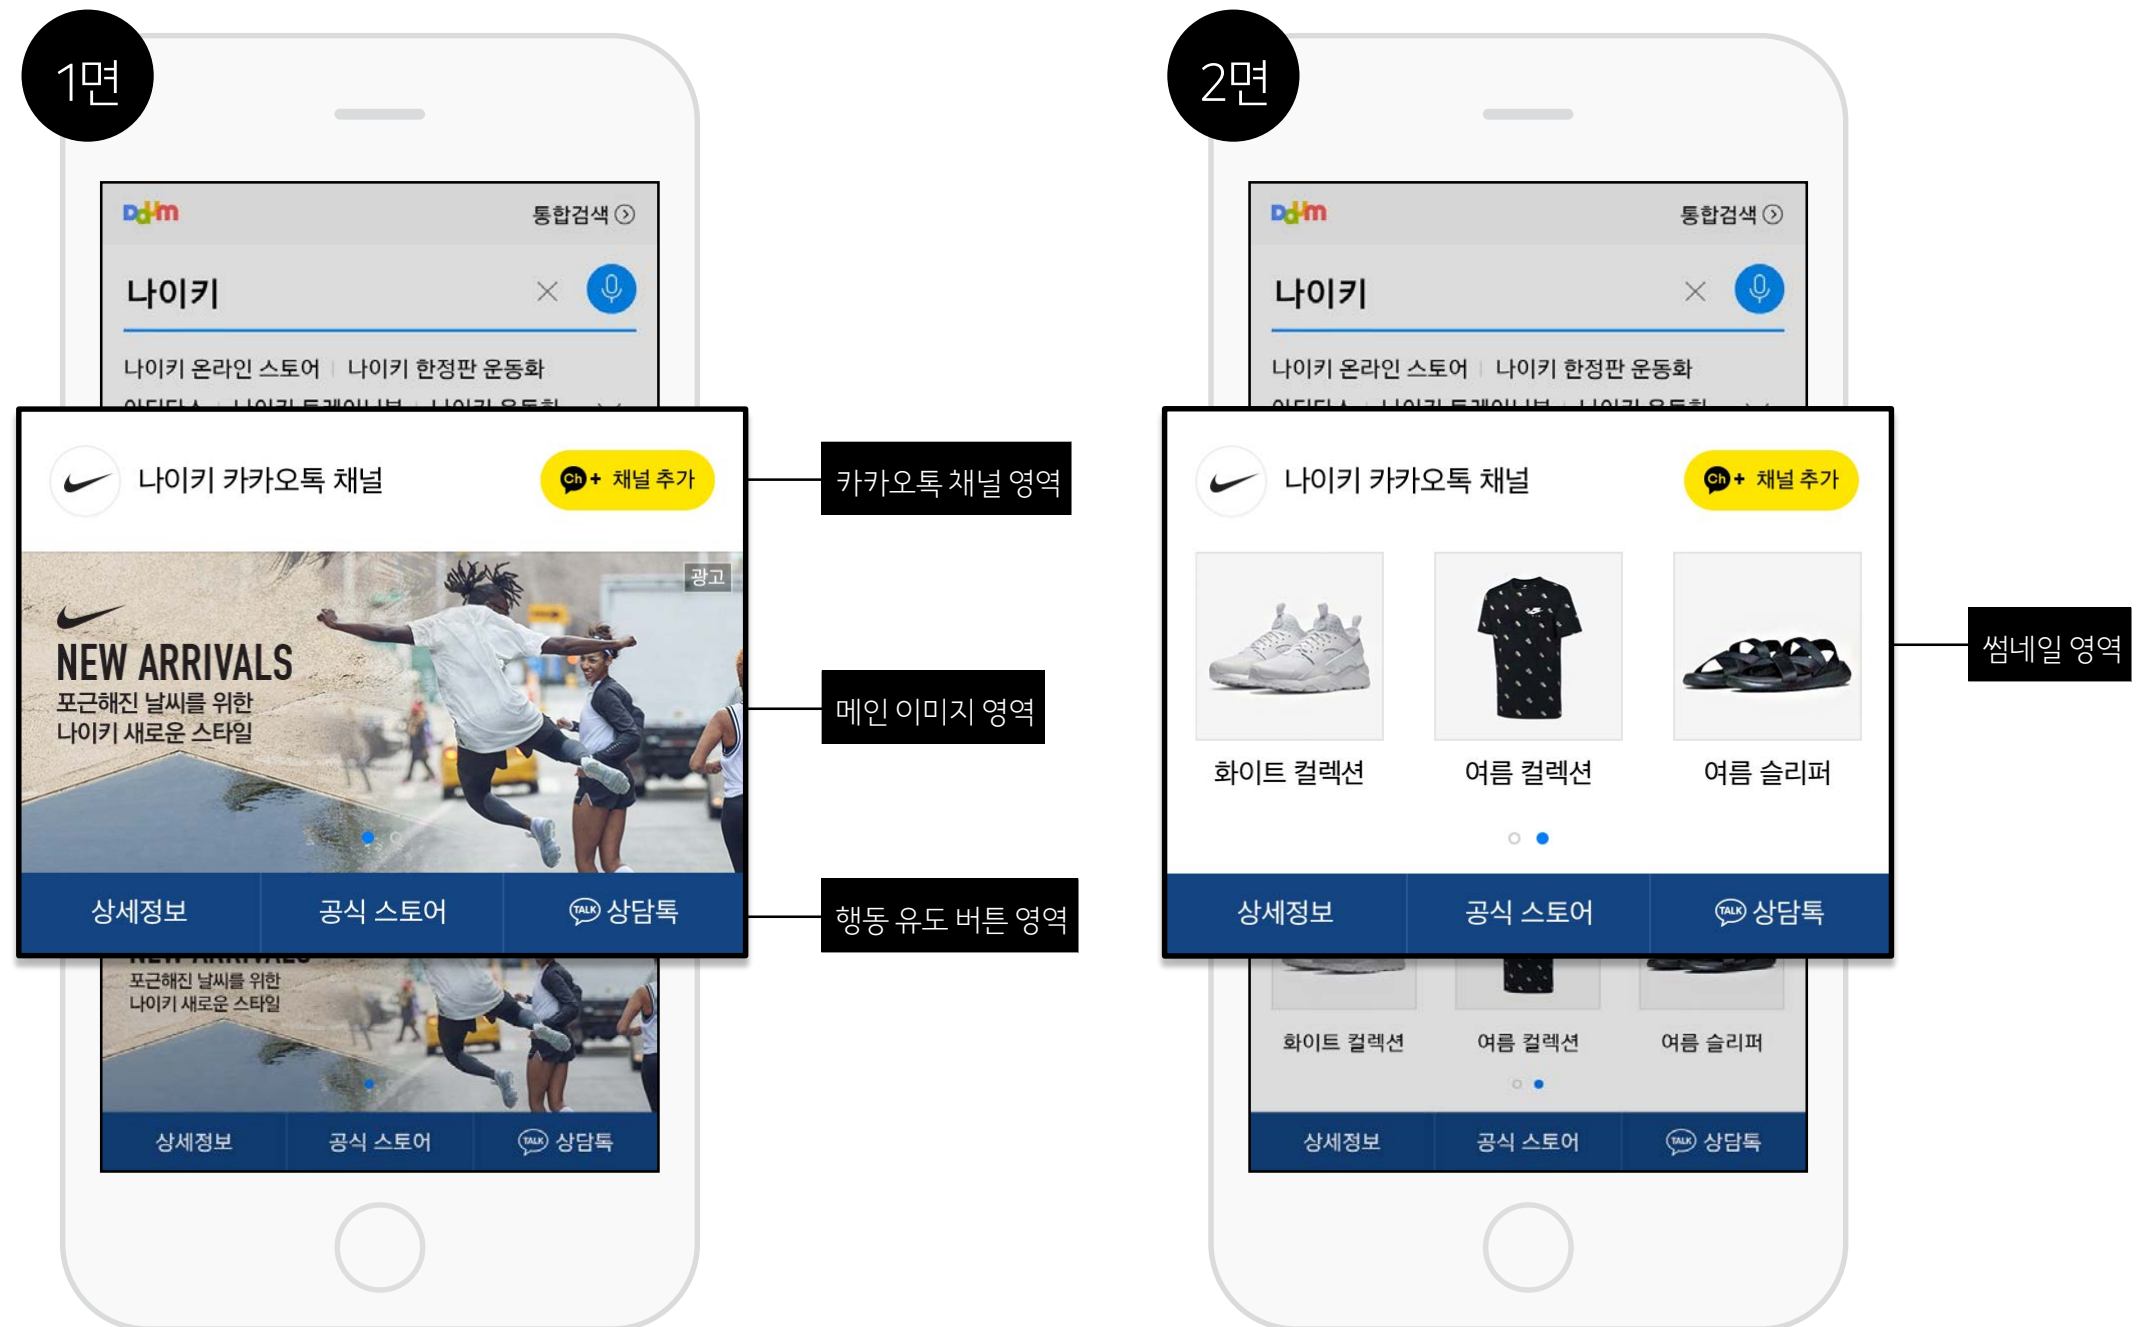 1면
Daum
통합검색
나이키
나이키 온라인 스토어 | 나이키 한정판 운동화
나이키 카카오톡 채널
Ch+ 채널 추가
카카오톡 채널 영역
광고
NEW ARRIVALS
포근해진 날씨를 위한
나이키 새로운 스타일
메인 이미지 영역
상세정보
공식 스토어
TALK 상담톡
행동 유도 버튼 영역
NEW ARRIVALS
포근해진 날씨를 위한
나이키 새로운 스타일
상세정보
공식 스토어
TALK 상담톡
2면
Daum
통합검색
나이키
나이키 온라인 스토어 | 나이키 한정판 운동화
나이키 카카오톡 채널
Ch+ 채널 추가
썸네일 영역
화이트 컬렉션
여름 컬렉션
여름 슬리퍼
상세정보
공식 스토어
TALK 상담톡
화이트 컬렉션
여름 컬렉션
여름 슬리퍼
상세정보
공식 스토어
TALK 상담톡